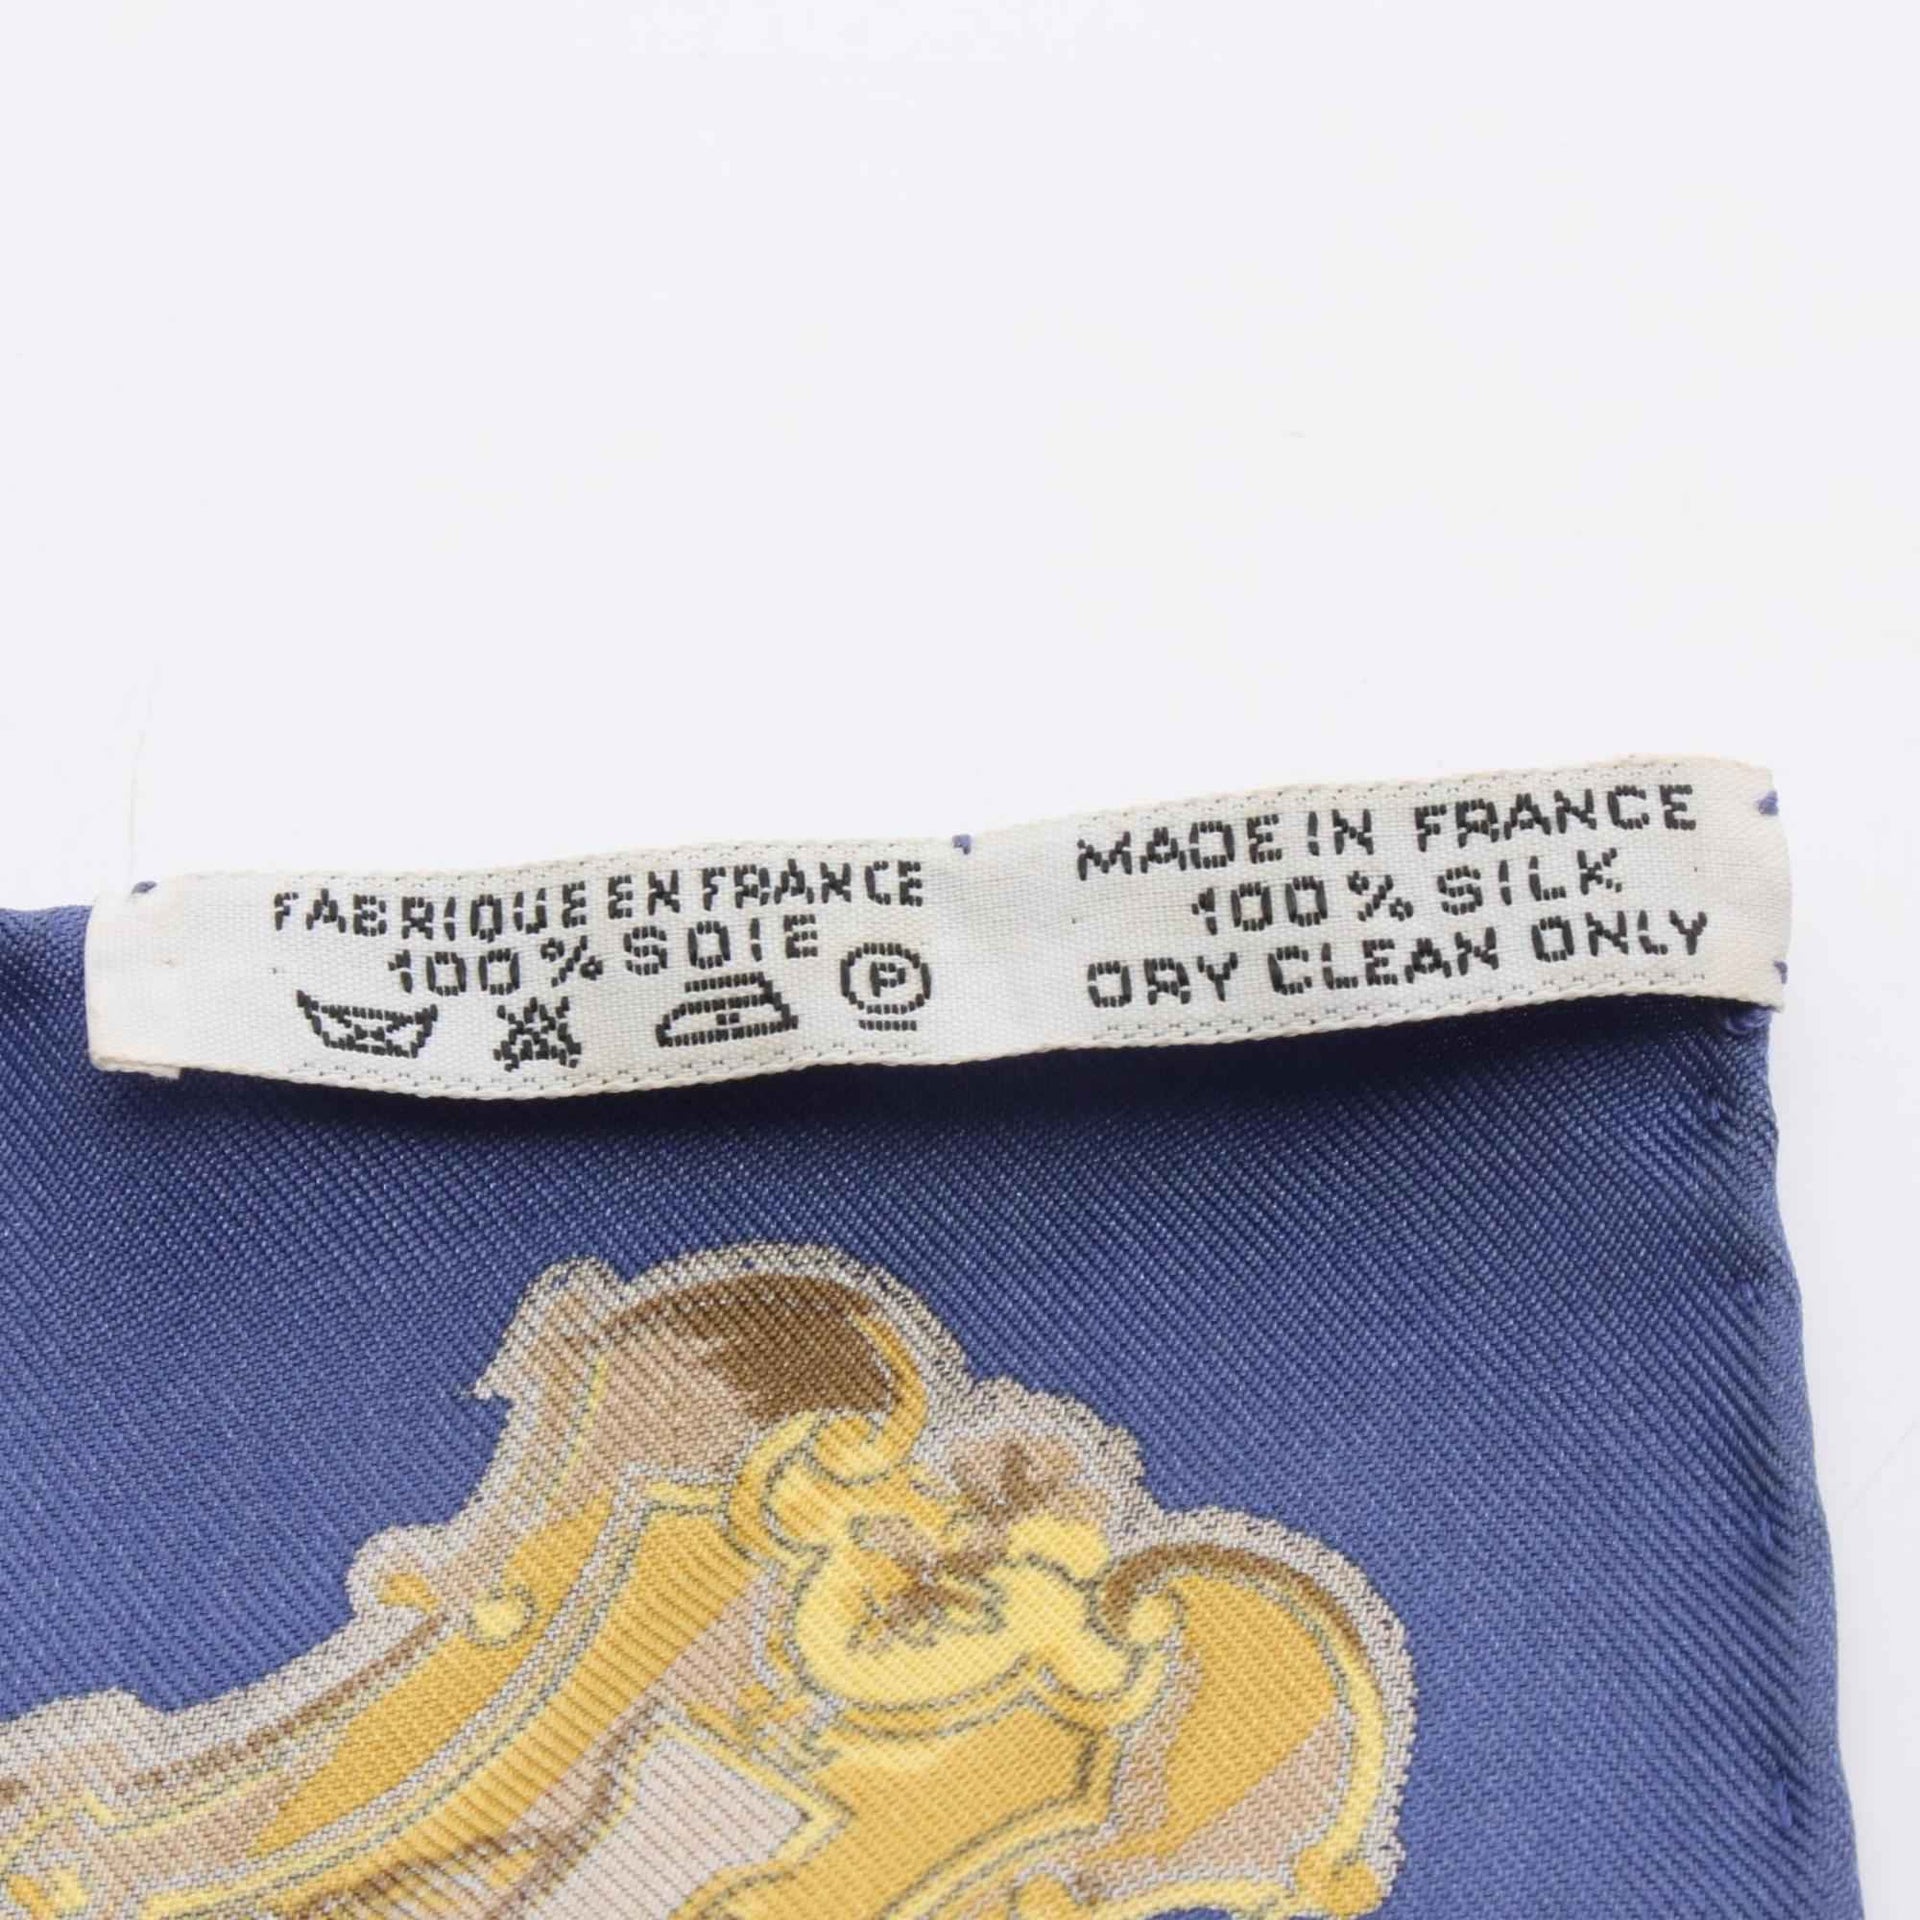 FABRIQUE EN FRANCE
100% SOIE
P
MADE IN FRANCE
100% SILK
DRY CLEAN ONLY